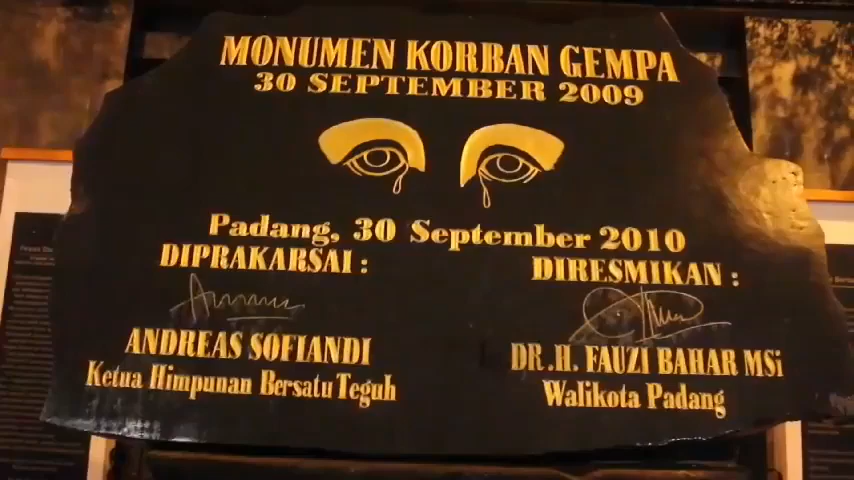 MONUMEN KORBAN GEMPA
30 SEPTEMBER 2009
Padang, 30 September 2010
DIPRAKARSAI :
DIRESMIKAN :
ANDREAS SOFIANDI
Ketua Himpunan Bersatu Teguh
DR.H. FAUZI BAHAR MSi
Walikota Padang